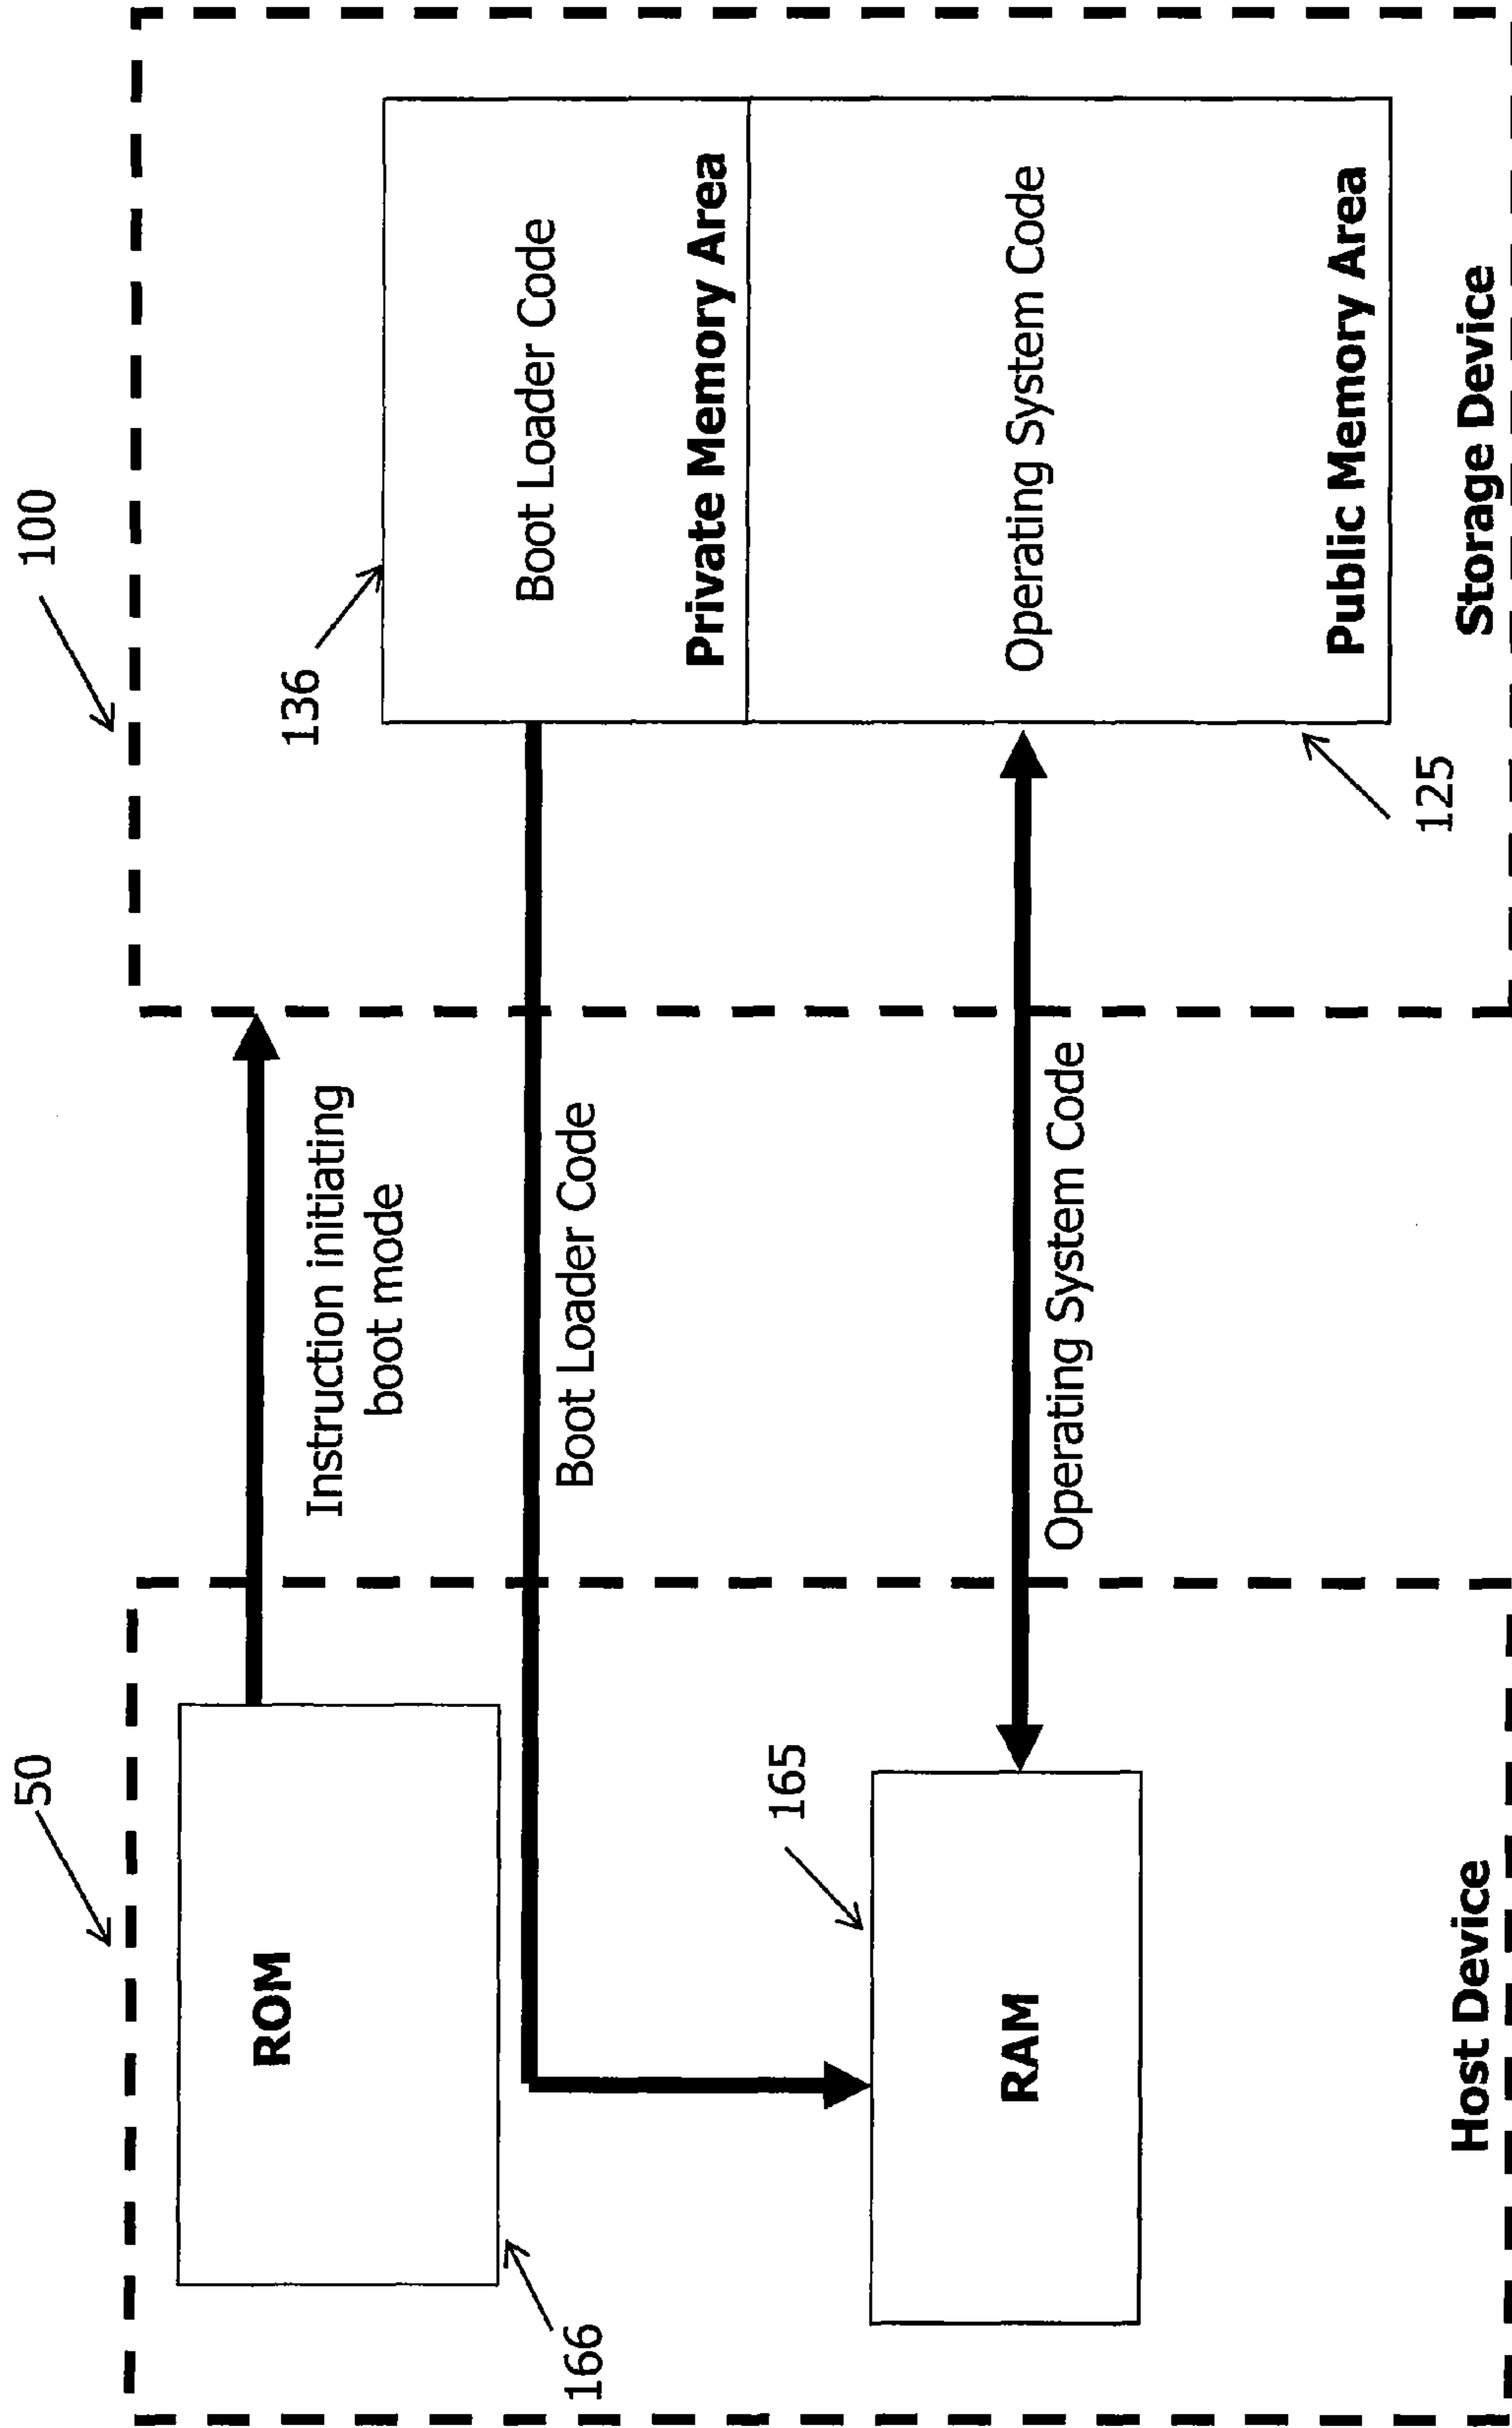 50
100
ROM
166
Instruction initiating
boot mode
136
Boot Loader Code
Private Memory Area
Boot Loader Code
165
RAM
Operating System Code
Operating System Code
Public Memory Area
125
Host Device
Storage Device